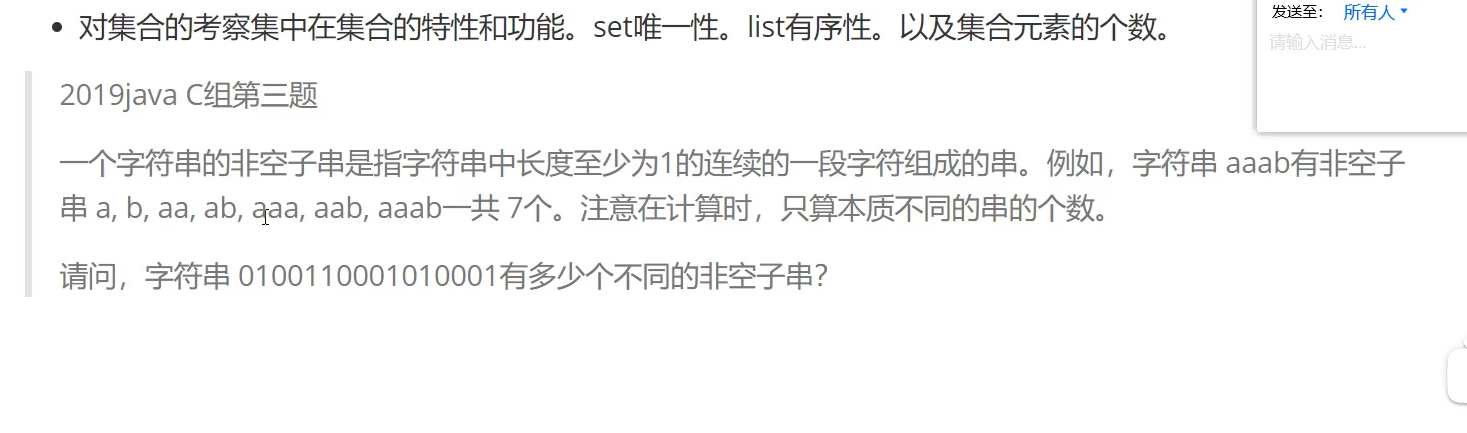 发送至： 所有人
请输入消息...
• 对集合的考察集中在集合的特性和功能。set唯一性。list有序性。以及集合元素的个数。
2019java C组第三题
一个字符串的非空子串是指字符串中长度至少为1的连续的一段字符组成的串。例如，字符串 aaab有非空子
串 a, b, aa, ab, aaa, aab, aaab一共 7个。注意在计算时，只算本质不同的串的个数。
请问，字符串 0100110001010001有多少个不同的非空子串？